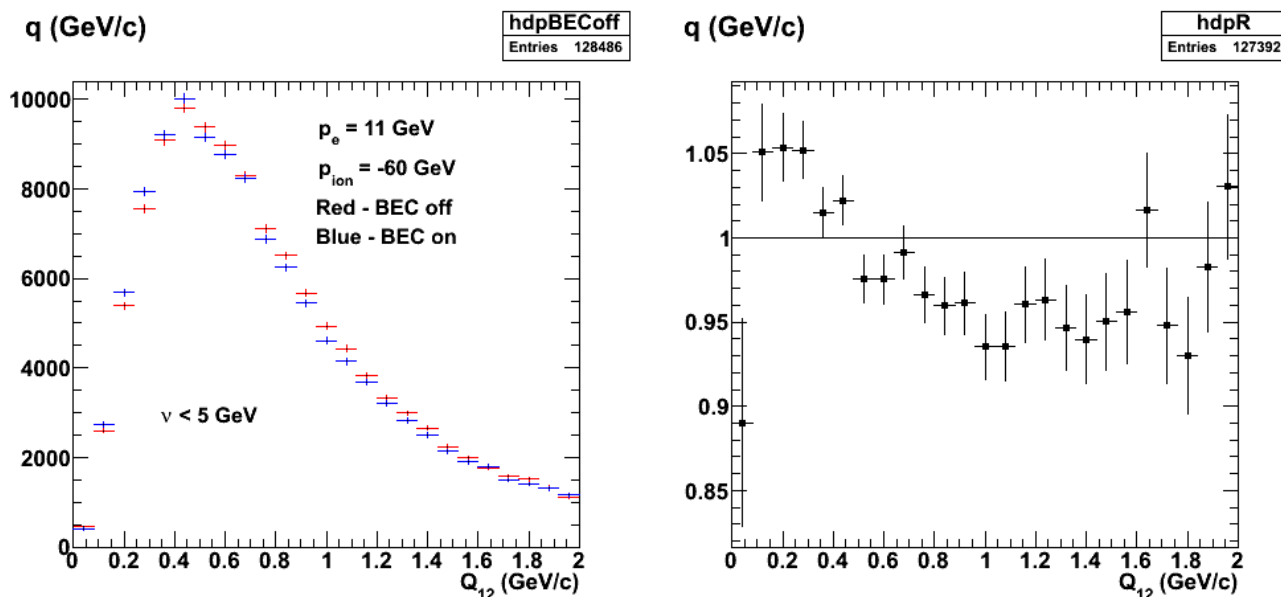 q (GeV/c)
hdpBECoff
Entries 128486
10000
8000
6000
4000
2000
0
p_e = 11 GeV
p_ion = -60 GeV
Red - BEC off
Blue - BEC on
ν < 5 GeV
0 0.2 0.4 0.6 0.8 1 1.2 1.4 1.6 1.8 2
Q_12 (GeV/c)
q (GeV/c)
hdpR
Entries 127392
1.05
1
0.95
0.9
0.85
0 0.2 0.4 0.6 0.8 1 1.2 1.4 1.6 1.8 2
Q_12 (GeV/c)